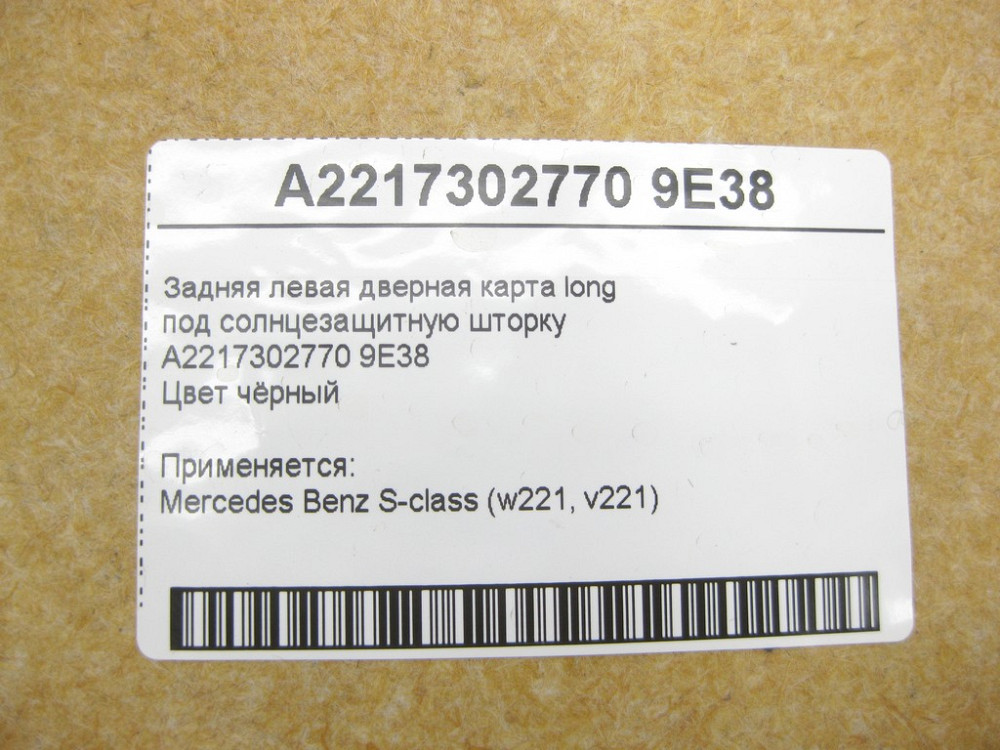 A2217302770 9E38
Задняя левая дверная карта long
под солнцезащитную шторку
A2217302770 9E38
Цвет чёрный
Применяется:
Mercedes Benz S-class (w221, v221)